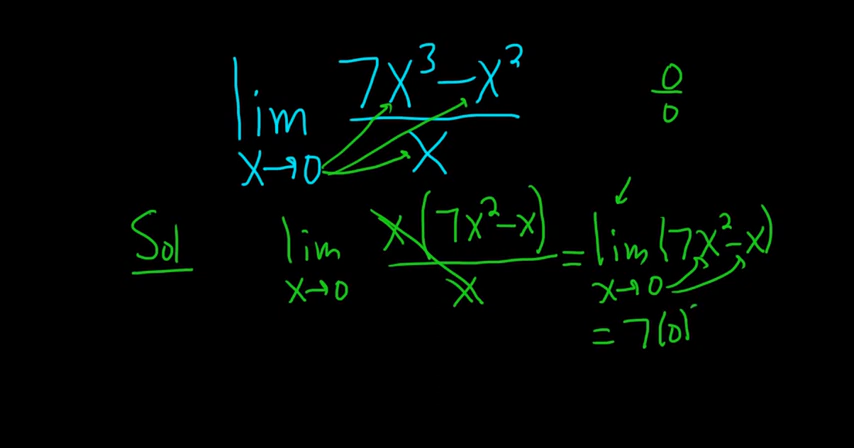 lim x→0 (7x³ − x²)/x    0/0
Sol  lim x→0 x(7x² − x)/x = lim x→0 (7x² − x)
= 7(0)